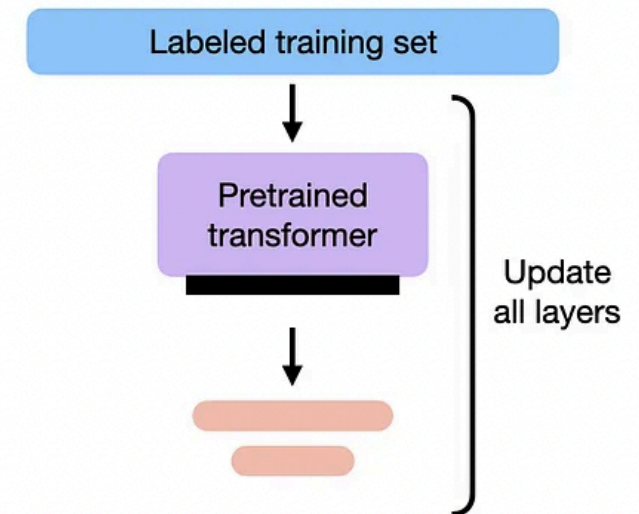 Labeled training set
Pretrained
transformer
Update
all layers